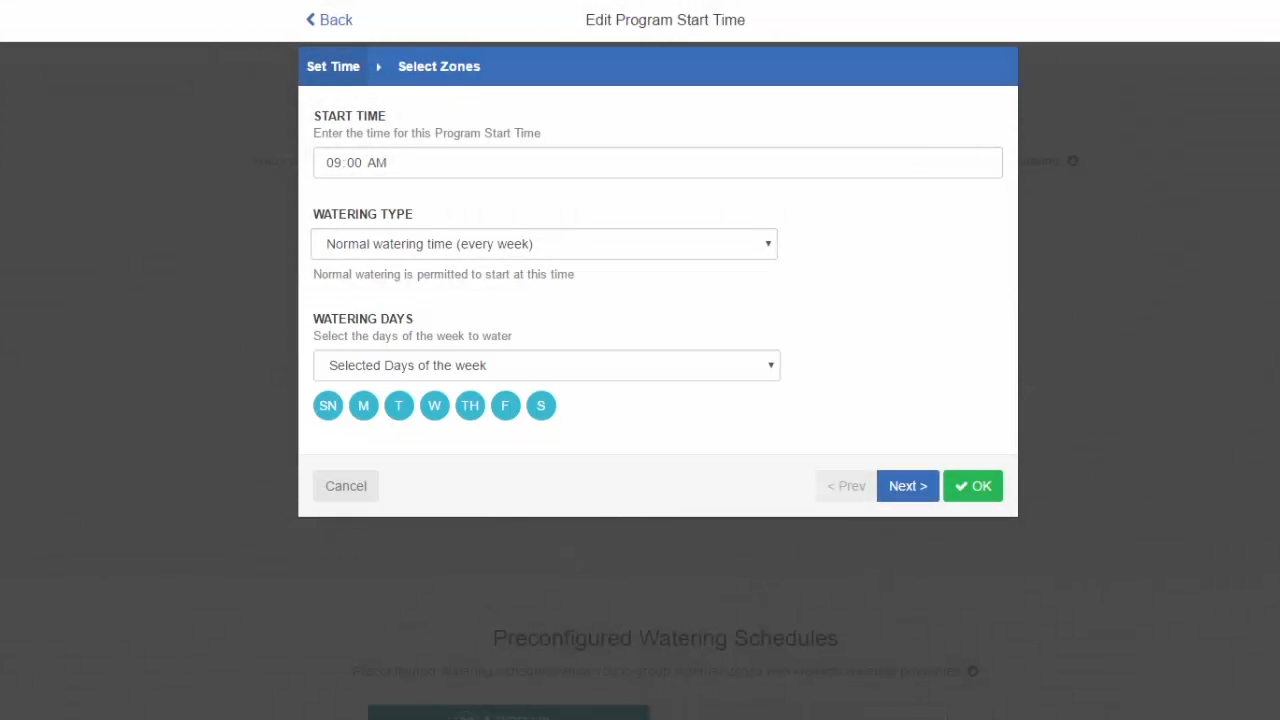 Back
Edit Program Start Time
Set Time
Select Zones
START TIME
Enter the time for this Program Start Time
09:00 AM
WATERING TYPE
Normal watering time (every week)
Normal watering is permitted to start at this time
WATERING DAYS
Select the days of the week to water
Selected Days of the week
SN M T W TH F S
Cancel
< Prev
Next >
OK
Preconfigured Watering Schedules